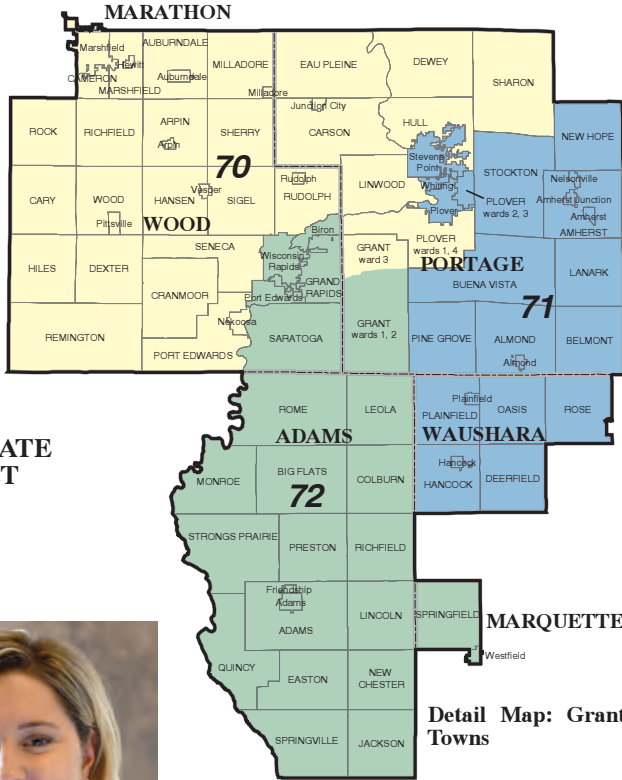 MARATHON
Marshfield
AUBURNDALE
DEWEY
Hewitt
MILLADORE
EAU PLEINE
CAMERON
Auburndale
SHARON
MARSHFIELD
Milladore
Junction City
ARPIN
HULL
ROCK
RICHFIELD
SHERRY
CARSON
NEW HOPE
Arpin
Stevens
Point
70
STOCKTON
Rudolph
LINWOOD
Whiting
Nelsonville
CARY
WOOD
HANSEN
Vesper
SIGEL
RUDOLPH
PLOVER
wards 2, 3
Amherst Junction
Plover
Amherst
Pittsville
WOOD
Biron
AMHERST
SENECA
GRANT
ward 3
PLOVER
wards 1, 4
Wisconsin
Rapids
PORTAGE
HILES
DEXTER
GRAND
RAPIDS
LANARK
CRANMOOR
Port Edwards
BUENA VISTA
71
Nekoosa
GRANT
wards 1, 2
REMINGTON
SARATOGA
PINE GROVE
ALMOND
BELMONT
PORT EDWARDS
Almond
Plainfield
ROME
LEOLA
PLAINFIELD
OASIS
ROSE
ADAMS
WAUSHARA
ATE
T
Hancock
MONROE
BIG FLATS
COLBURN
HANCOCK
DEERFIELD
72
STRONGS PRAIRIE
PRESTON
RICHFIELD
Friendship
Adams
LINCOLN
SPRINGFIELD
MARQUETTE
ADAMS
Westfield
QUINCY
EASTON
NEW
CHESTER
SPRINGVILLE
JACKSON
Detail Map: Grant
Towns